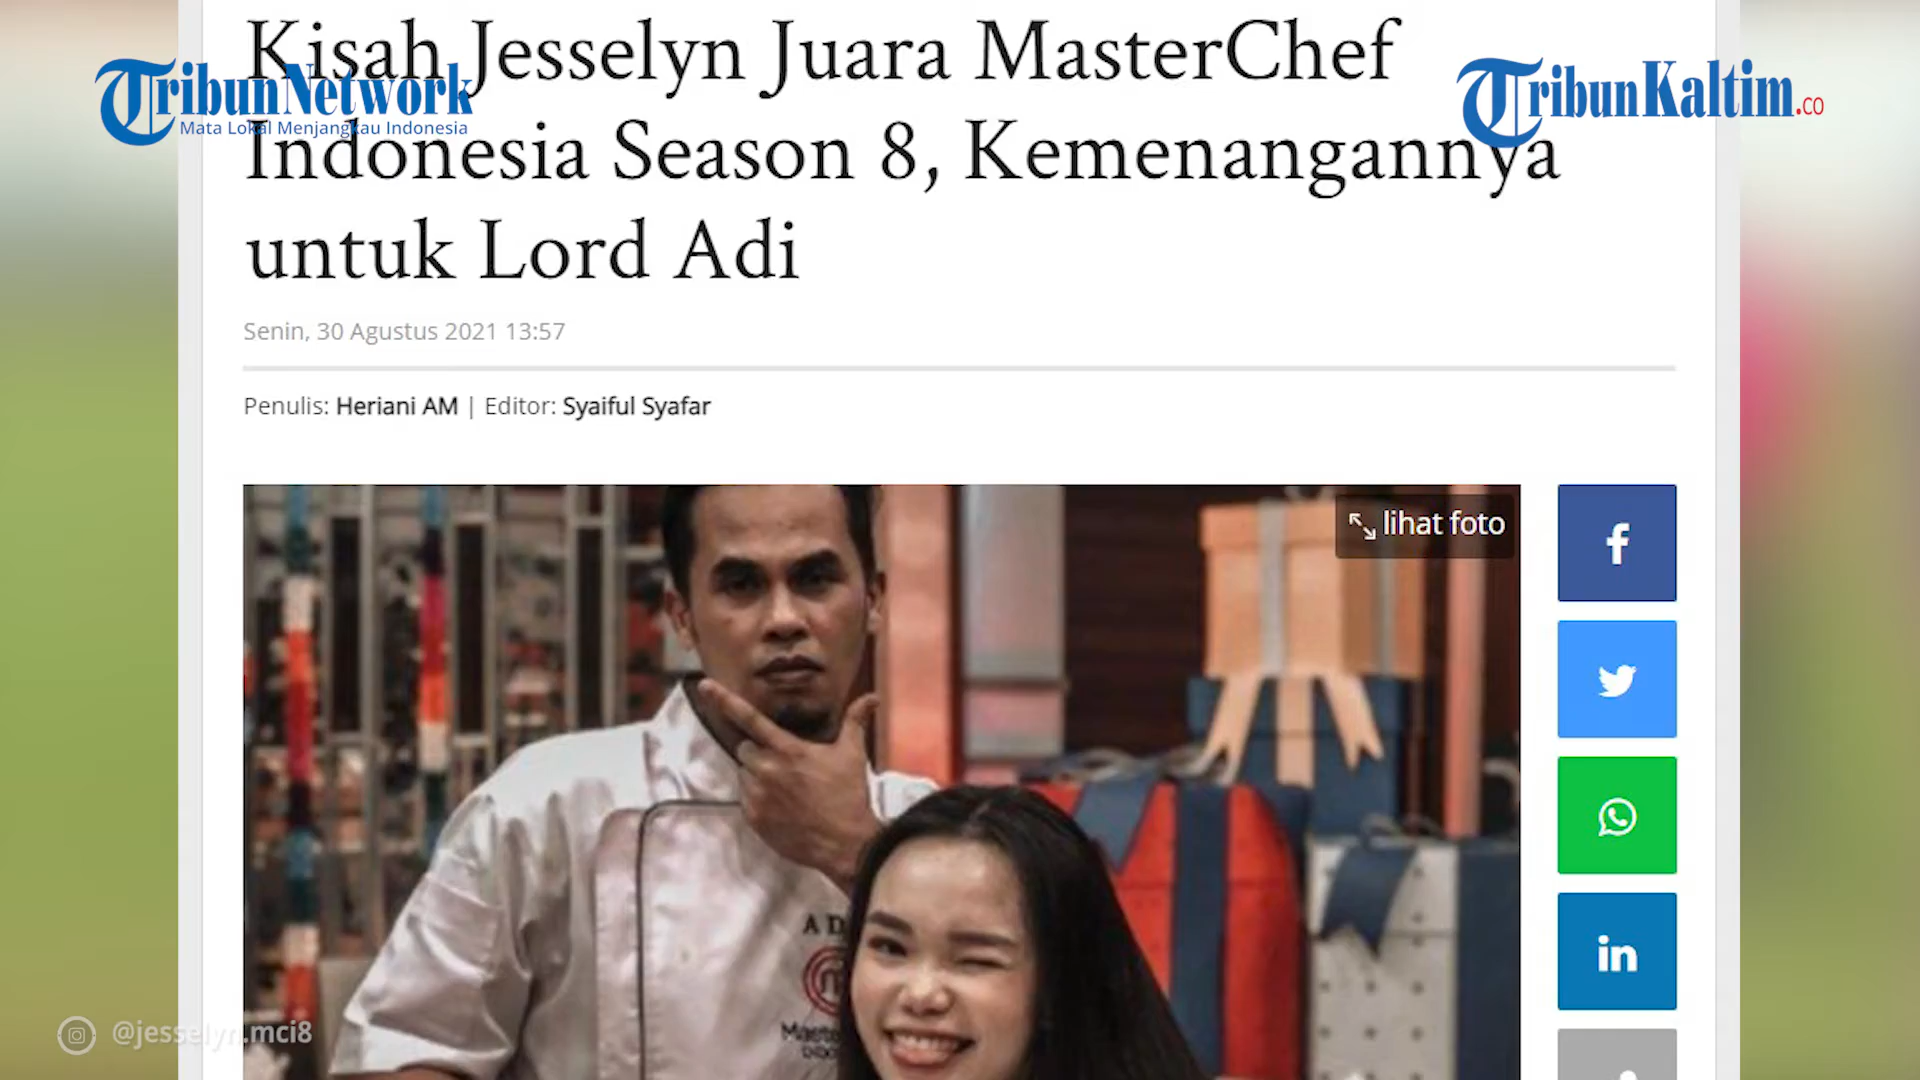 Kisah Jesselyn Juara MasterChef
Indonesia Season 8, Kemenangannya
untuk Lord Adi
TribunNetwork
Mata Lokal Menjangkau Indonesia
TribunKaltim.co
Senin, 30 Agustus 2021 13:57
Penulis: Heriani AM | Editor: Syaiful Syafar
lihat foto
f
in
@jesselyn.mci8